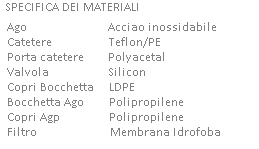 SPECIFICA DEI MATERIALI
Ago Acciao inossidabile
Catetere Teflon/PE
Porta catetere Polyacetal
Valvola Silicon
Copri Bocchetta LDPE
Bocchetta Ago Polipropilene
Copri Agp Polipropilene
Filtro Membrana Idrofoba